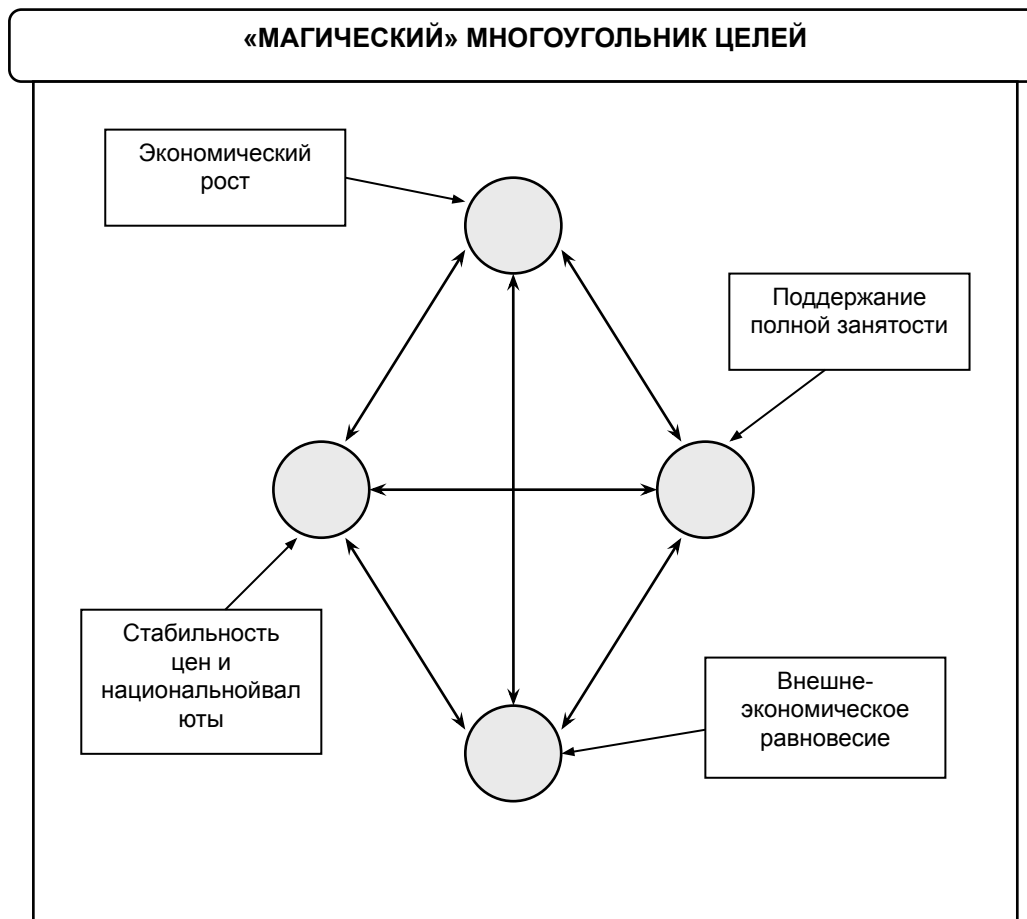 «МАГИЧЕСКИЙ» МНОГОУГОЛЬНИК ЦЕЛЕЙ
Экономический
рост
Поддержание
полной занятости
Стабильность
цен и
национальнойвал
юты
Внешне-
экономическое
равновесие